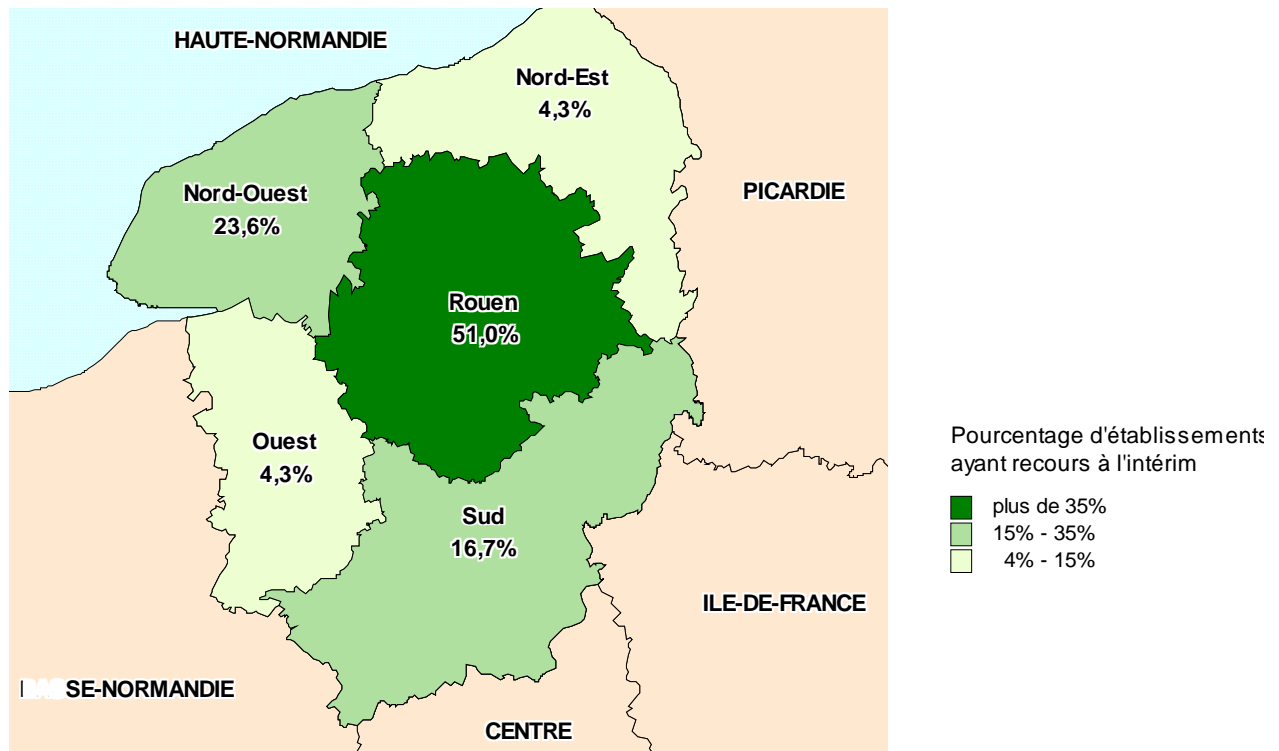 HAUTE-NORMANDIE
Nord-Est
4,3%
Nord-Ouest
23,6%
PICARDIE
Rouen
51,0%
Ouest
4,3%
Sud
16,7%
Pourcentage d'établissements
ayant recours à l'intérim
plus de 35%
15% - 35%
4% - 15%
ILE-DE-FRANCE
SE-NORMANDIE
CENTRE